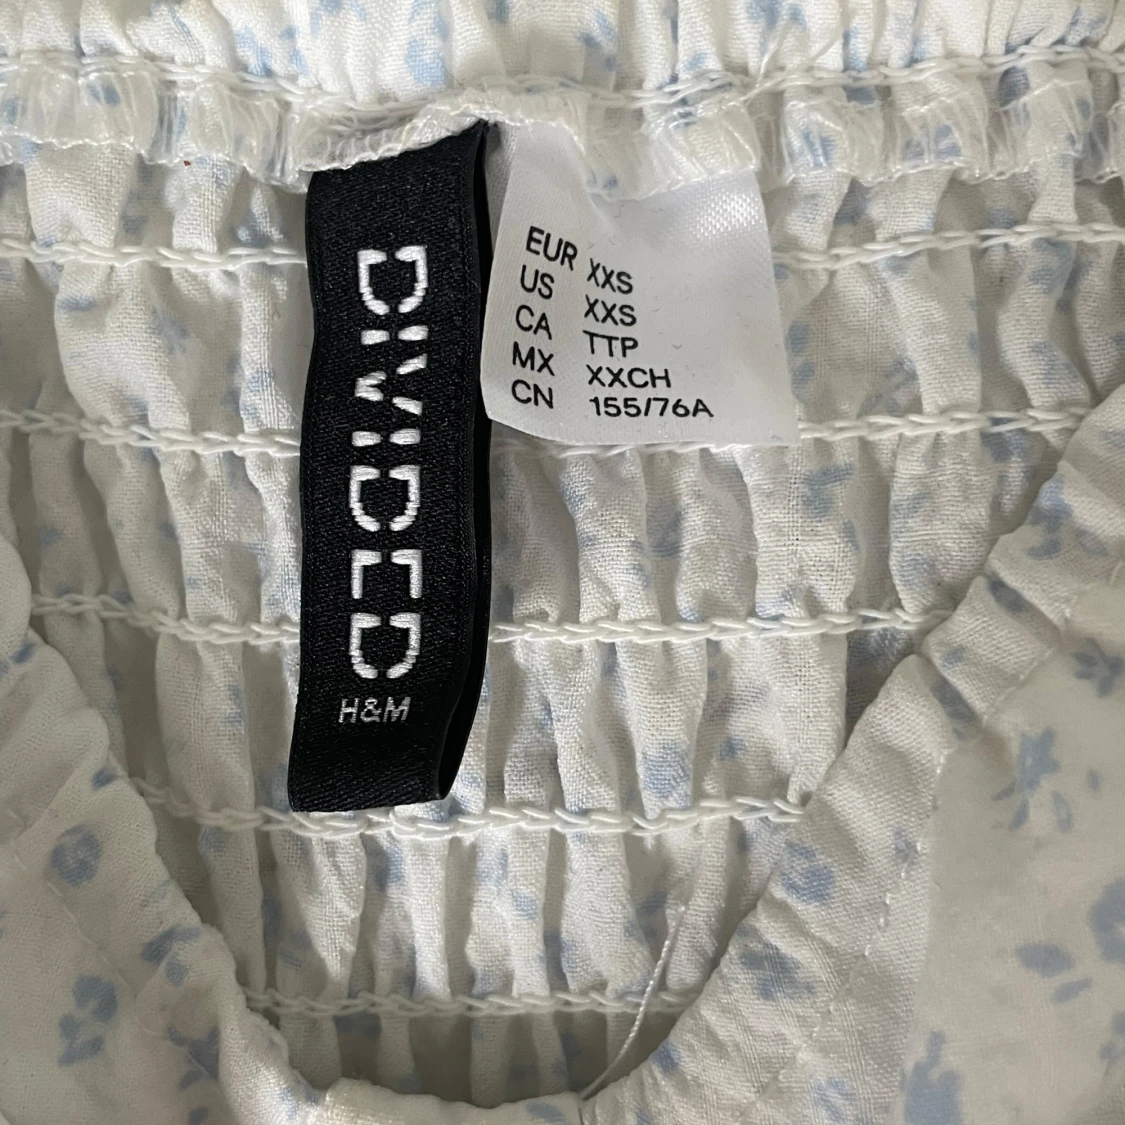 DIVIDED
H&M
EUR XXS
US XXS
CA TTP
MX XXCH
CN 155/76A